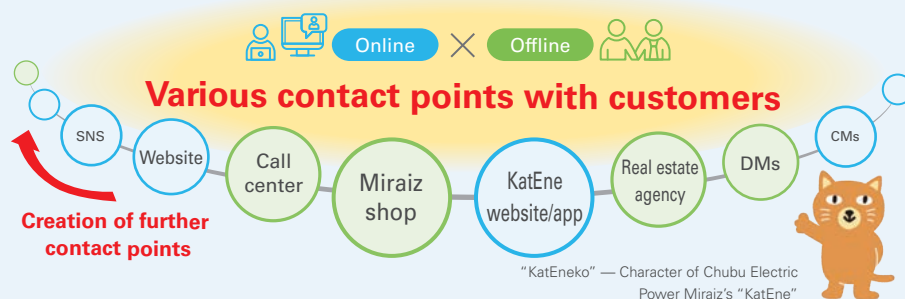 Online
Offline
Various contact points with customers
SNS
Website
Call
center
Miraiz
shop
KatEne
website/app
Real estate
agency
DMs
CMs
Creation of further
contact points
“KatEneko” — Character of Chubu Electric
Power Miraiz’s “KatEne”